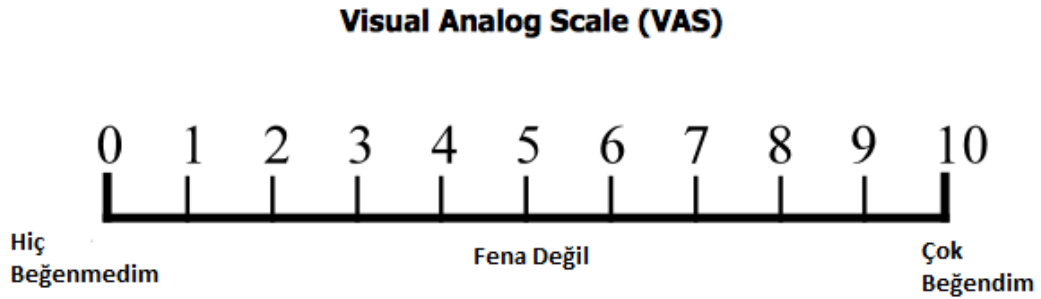 Visual Analog Scale (VAS)
0 1 2 3 4 5 6 7 8 9 10
Hiç
Beğenmedim
Fena Değil
Çok
Beğendim